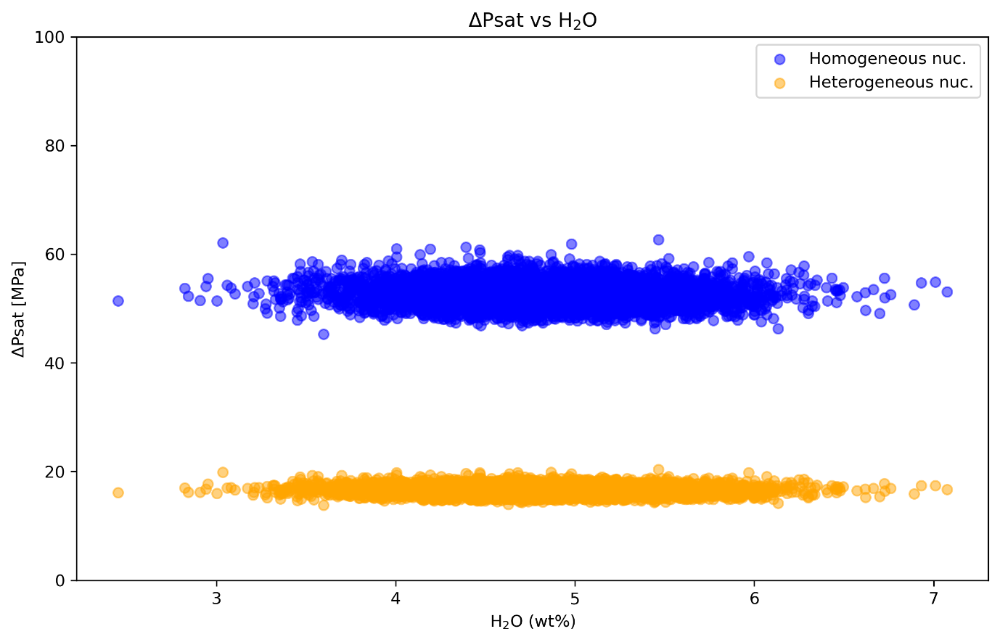 ΔPsat vs H₂O
Homogeneous nuc.
Heterogeneous nuc.
100
80
60
40
20
0
ΔPsat [MPa]
3 4 5 6 7
H₂O (wt%)